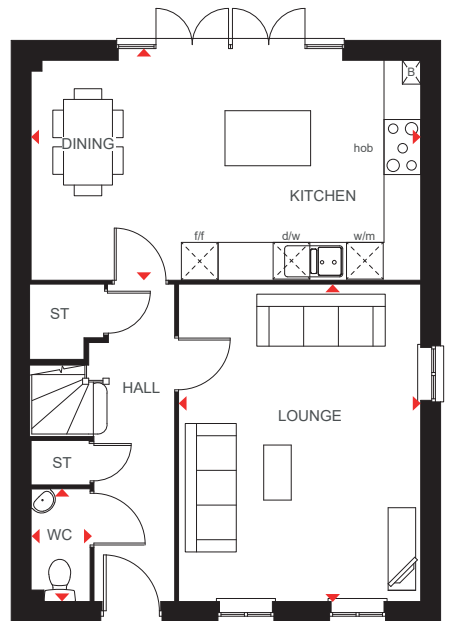 B
DINING
hob
KITCHEN
f/f
d/w
w/m
ST
HALL
LOUNGE
ST
WC